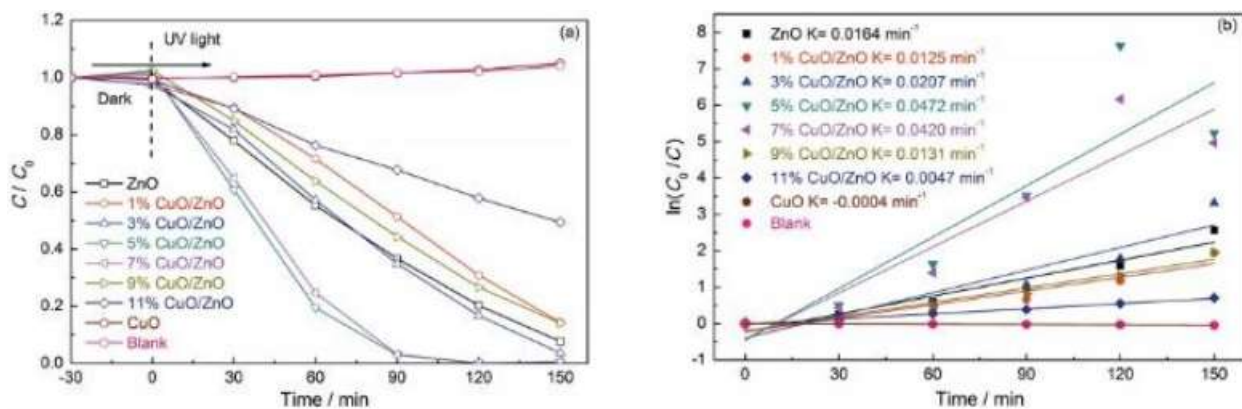 1.2
1.0
0.8
0.6
0.4
0.2
0.0
C / C₀
(a)
UV light
Dark
ZnO
1% CuO/ZnO
3% CuO/ZnO
5% CuO/ZnO
7% CuO/ZnO
9% CuO/ZnO
11% CuO/ZnO
CuO
Blank
-30 0 30 60 90 120 150
Time / min
8
7
6
5
4
3
2
1
0
-1
ln(C₀/C)
(b)
ZnO K= 0.0164 min⁻¹
1% CuO/ZnO K= 0.0125 min⁻¹
3% CuO/ZnO K= 0.0207 min⁻¹
5% CuO/ZnO K= 0.0472 min⁻¹
7% CuO/ZnO K= 0.0420 min⁻¹
9% CuO/ZnO K= 0.0131 min⁻¹
11% CuO/ZnO K= 0.0047 min⁻¹
CuO K= -0.0004 min⁻¹
Blank
0 30 60 90 120 150
Time / min